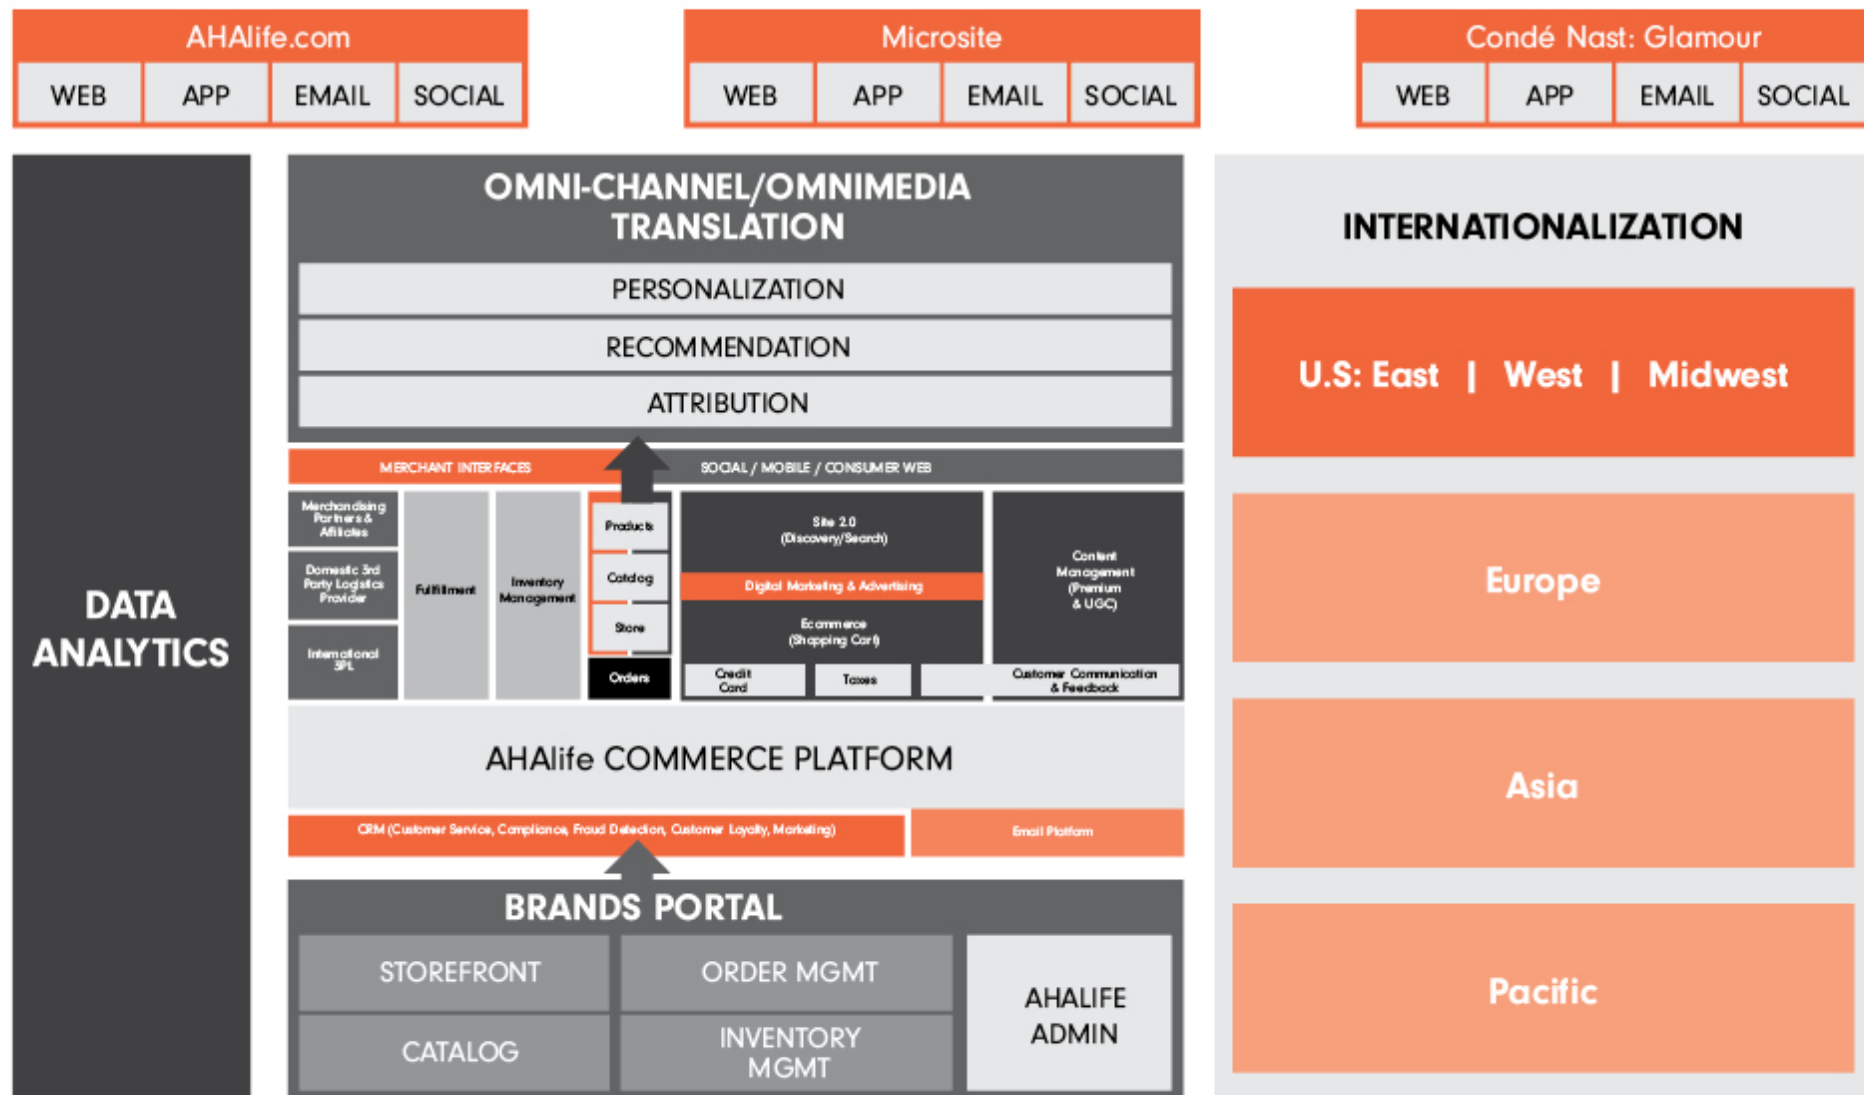 AHAlife.com
WEB
APP
EMAIL
SOCIAL
Microsite
WEB
APP
EMAIL
SOCIAL
Condé Nast: Glamour
WEB
APP
EMAIL
SOCIAL
DATA
ANALYTICS
OMNI-CHANNEL/OMNIMEDIA
TRANSLATION
PERSONALIZATION
RECOMMENDATION
ATTRIBUTION
MERCHANT INTERFACES
SOCIAL / MOBILE / CONSUMER WEB
Merchandising
Partners &
Affiliates
Domestic 3rd
Party Logistics
Provider
International
3PL
Fulfillment
Inventory
Management
Products
Catalog
Store
Orders
Site 2.0
(Discovery/Search)
Digital Marketing & Advertising
Ecommerce
(Shopping Cart)
Credit
Card
Taxes
Content
Management
(Premium
& UGC)
Customer Communication
& Feedback
AHAlife COMMERCE PLATFORM
CRM (Customer Service, Compliance, Fraud Detection, Customer Loyalty, Marketing)
Email Platform
BRANDS PORTAL
STOREFRONT
ORDER MGMT
CATALOG
INVENTORY
MGMT
AHALIFE
ADMIN
INTERNATIONALIZATION
U.S: East | West | Midwest
Europe
Asia
Pacific